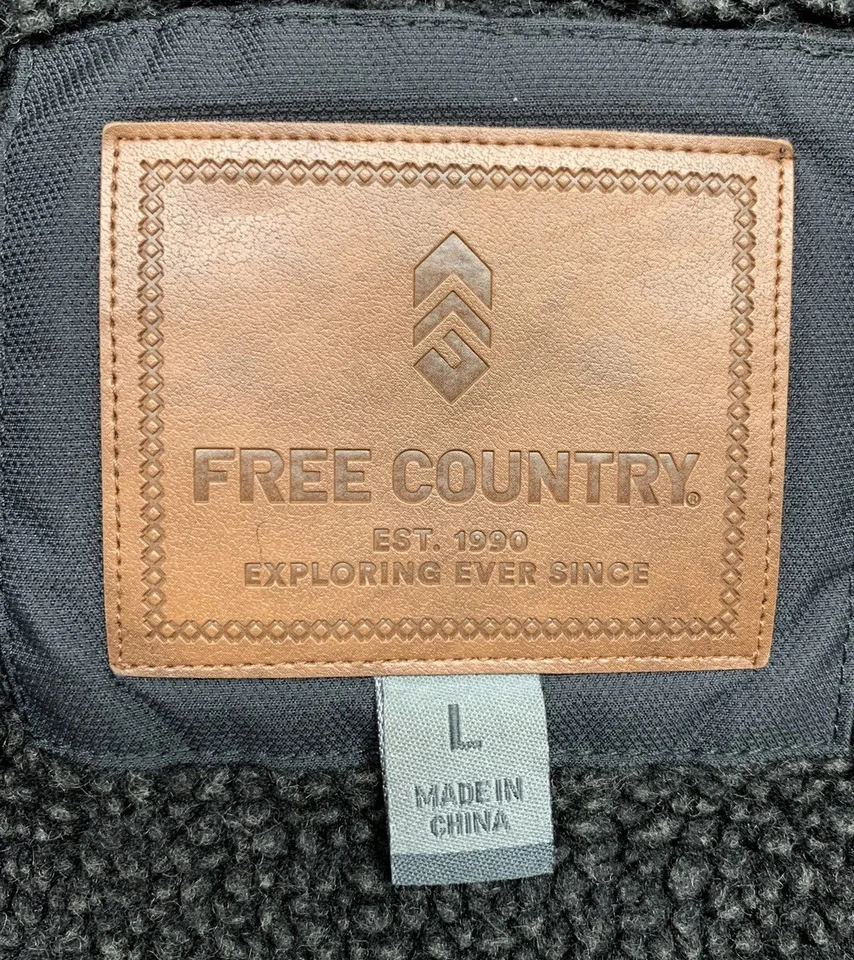 FREE COUNTRY®
EST. 1990
EXPLORING EVER SINCE
L
MADE IN
CHINA